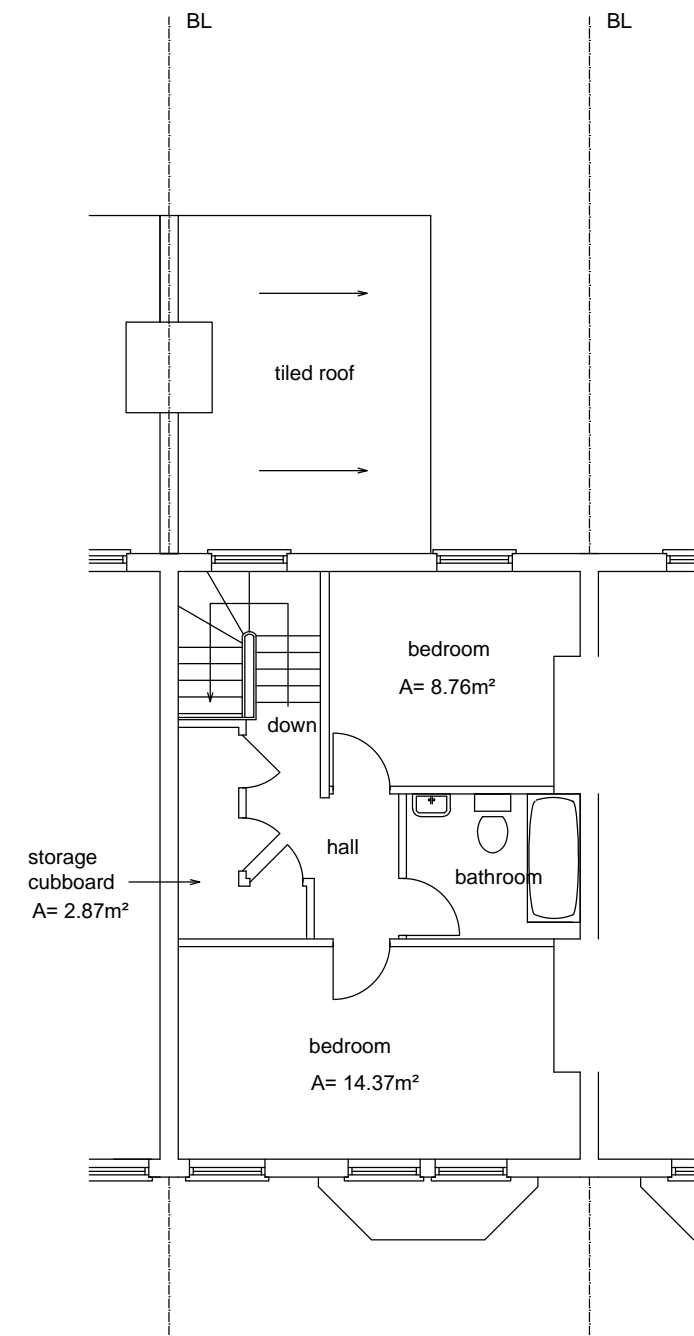 BL
BL
tiled roof
bedroom
A= 8.76m²
down
hall
storage
cubboard
A= 2.87m²
bathroom
bedroom
A= 14.37m²